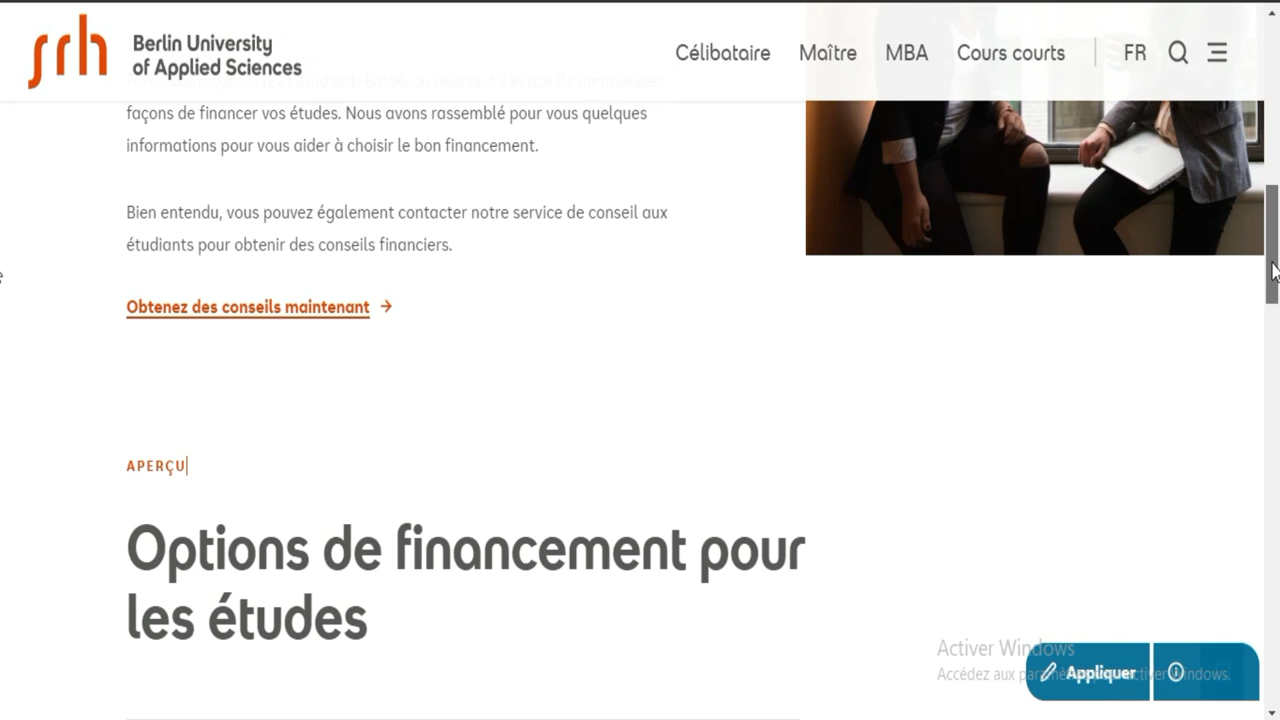 srh
Berlin University
of Applied Sciences
Célibataire
Maître
MBA
Cours courts
FR
façons de financer vos études. Nous avons rassemblé pour vous quelques
informations pour vous aider à choisir le bon financement.
Bien entendu, vous pouvez également contacter notre service de conseil aux
étudiants pour obtenir des conseils financiers.
Obtenez des conseils maintenant →
APERÇU
Options de financement pour
les études
Activer Windows
Accédez aux activer Windows.
Appliquer